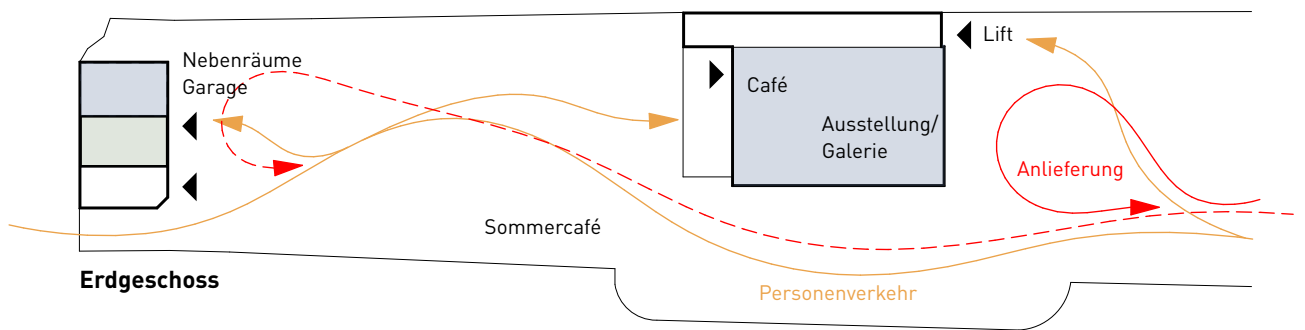 Nebenräume
Garage
Lift
Café
Ausstellung/
Galerie
Anlieferung
Sommercafé
Erdgeschoss
Personenverkehr